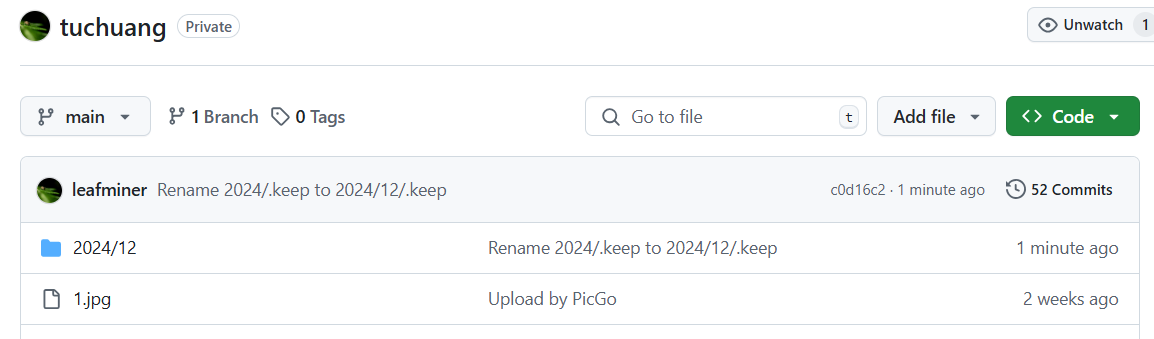 tuchuang Private Unwatch 1
main 1 Branch 0 Tags Go to file t Add file Code
leafminer Rename 2024/.keep to 2024/12/.keep c0d16c2 · 1 minute ago 52 Commits
2024/12 Rename 2024/.keep to 2024/12/.keep 1 minute ago
1.jpg Upload by PicGo 2 weeks ago